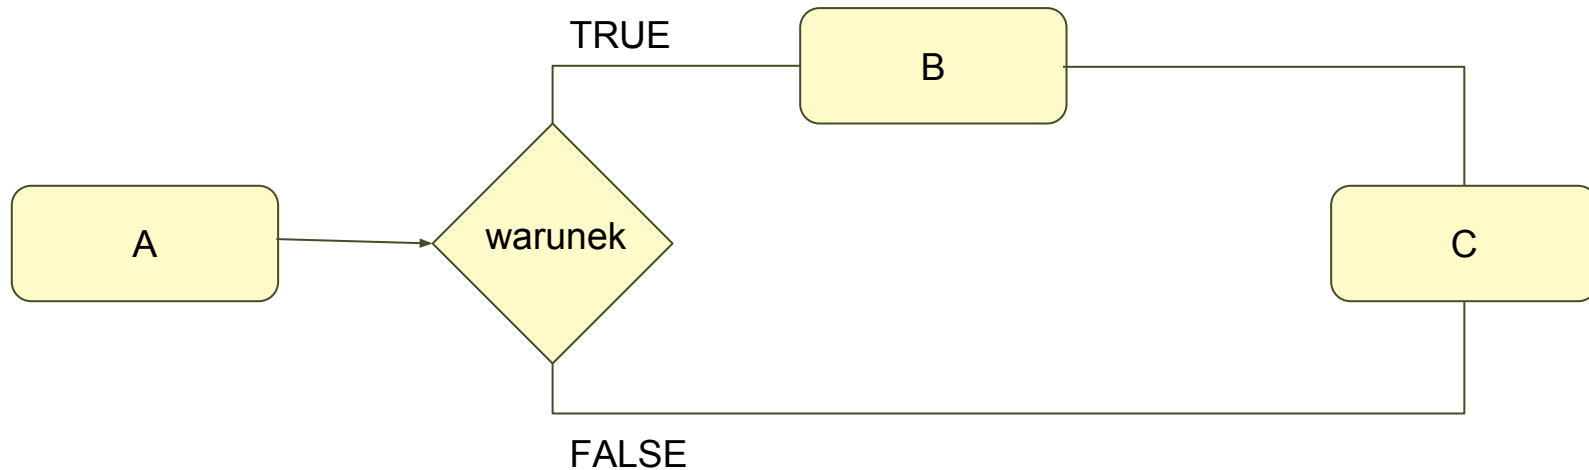 TRUE
B
A
warunek
C
FALSE